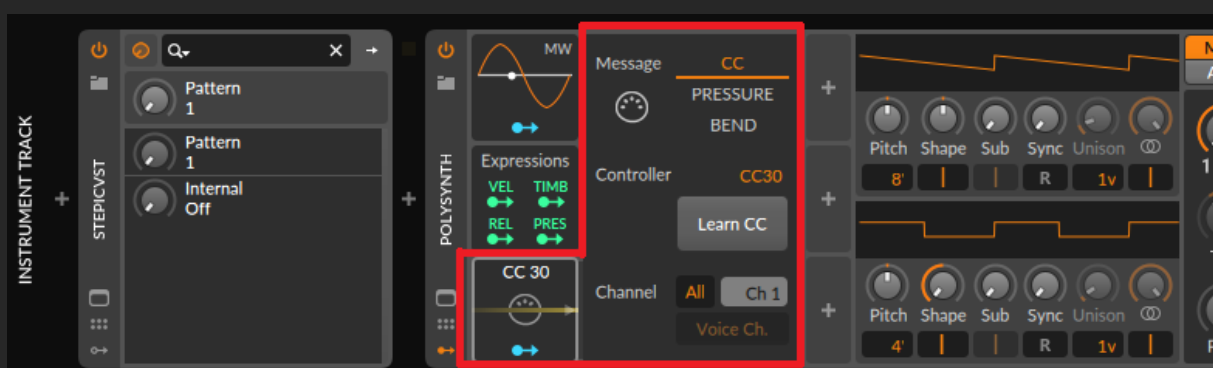 INSTRUMENT TRACK
STEPICVST
Pattern
1
Pattern
1
Internal
Off
POLYSYNTH
MW
Expressions
VEL TIMB
REL PRES
CC 30
Message CC
PRESSURE
BEND
Controller CC30
Learn CC
Channel All Ch 1
Voice Ch.
Pitch Shape Sub Sync Unison
8' R 1v
Pitch Shape Sub Sync Unison
4' R 1v